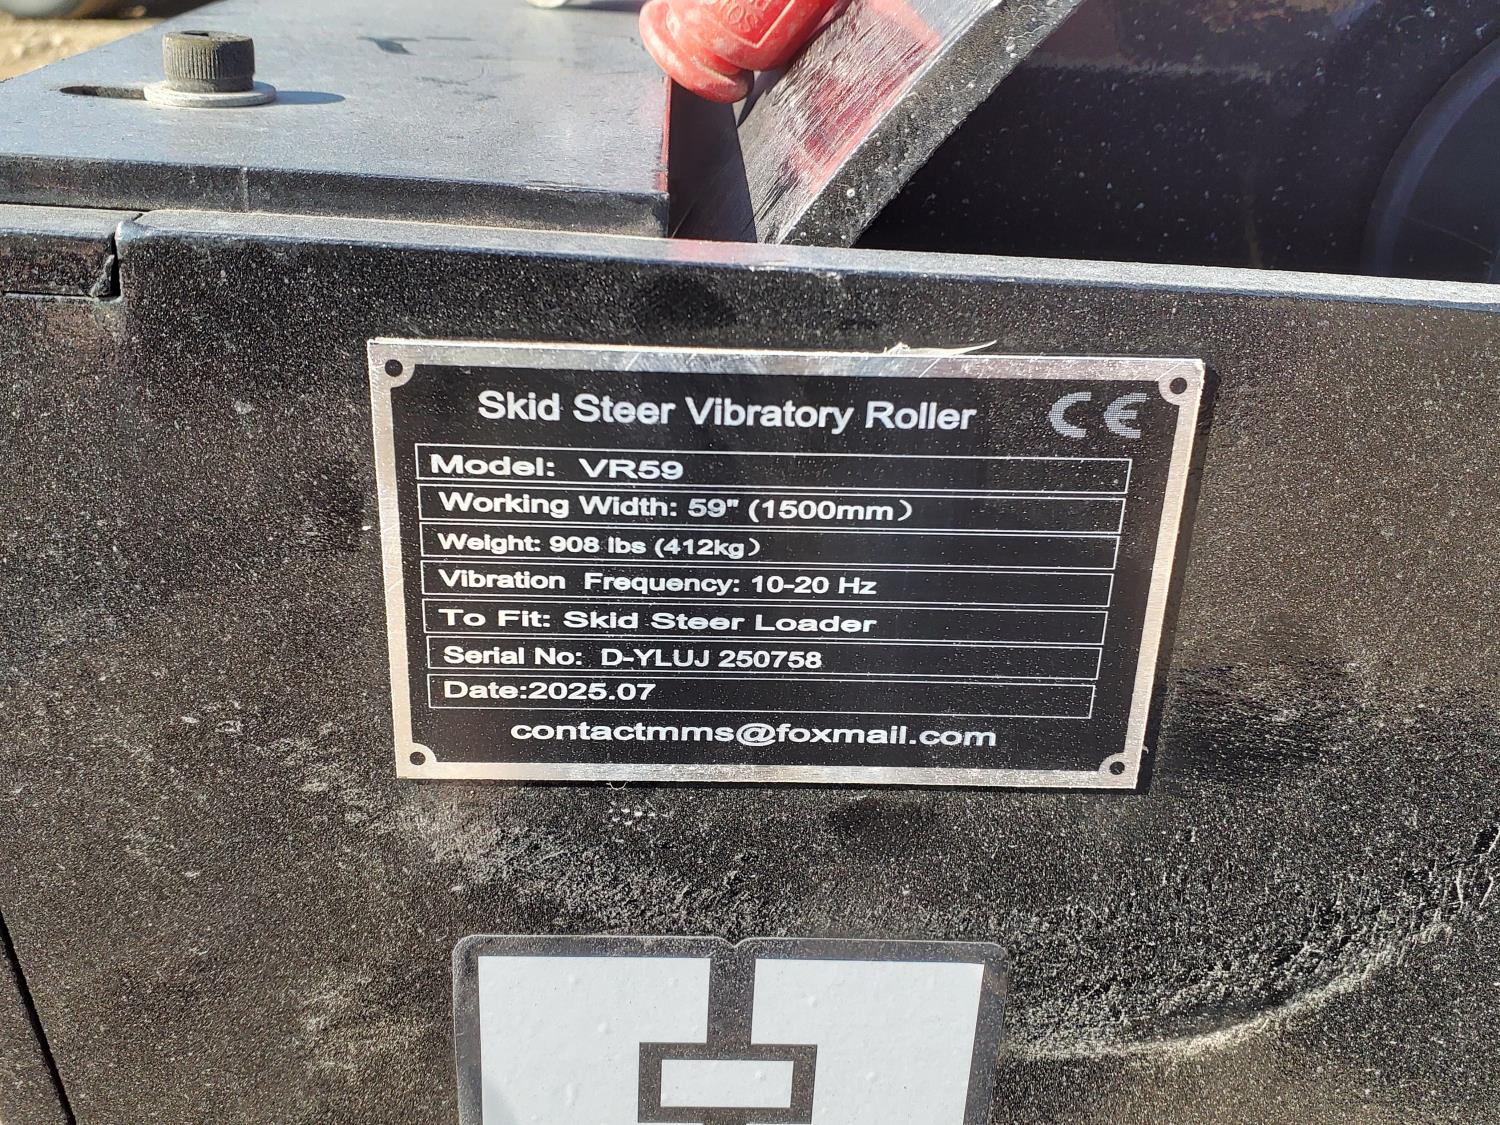 Skid Steer Vibratory Roller CE
Model: VR59
Working Width: 59" (1500mm)
Weight: 908 lbs (412kg)
Vibration Frequency: 10-20 Hz
To Fit: Skid Steer Loader
Serial No: D-YLUJ 250758
Date:2025.07
contactmms@foxmail.com